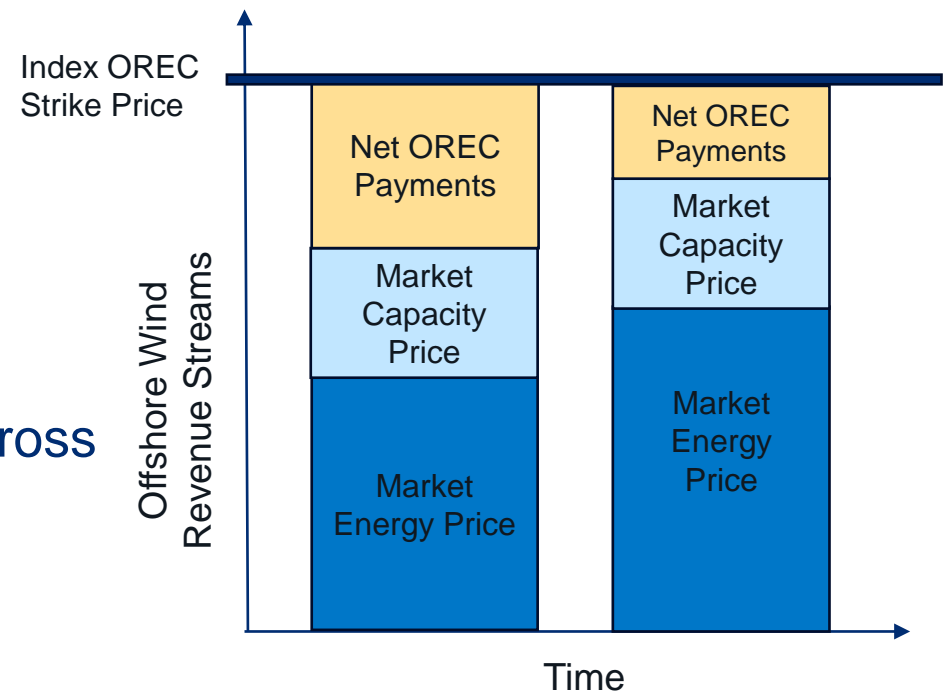 Index OREC
Strike Price
Net OREC
Payments
Market
Capacity
Price
Market
Energy Price
Net OREC
Payments
Market
Capacity
Price
Market
Energy
Price
Offshore Wind
Revenue Streams
ross
Time